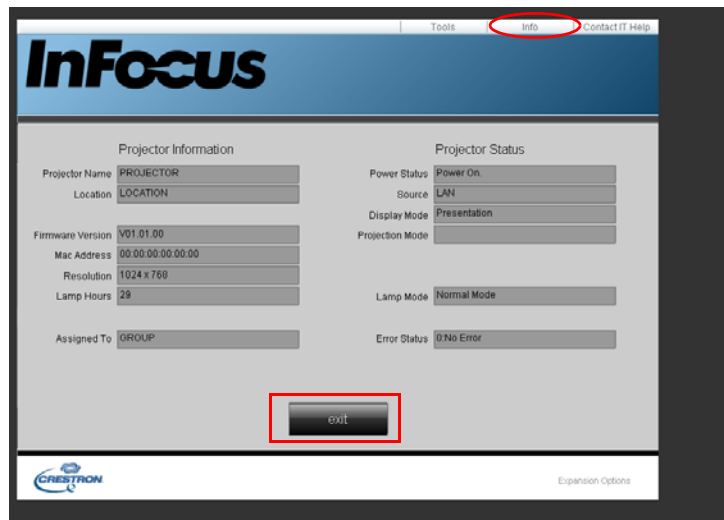 Tools Info Contact IT Help
InFocus
Projector Information
Projector Name PROJECTOR
Location LOCATION
Firmware Version V01.01.00
Mac Address 00:00:00:00:00:00
Resolution 1024 x 768
Lamp Hours 29
Assigned To GROUP
Projector Status
Power Status Power On.
Source LAN
Display Mode Presentation
Projection Mode
Lamp Mode Normal Mode
Error Status 0:No Error
exit
CRESTRON
Expansion Options